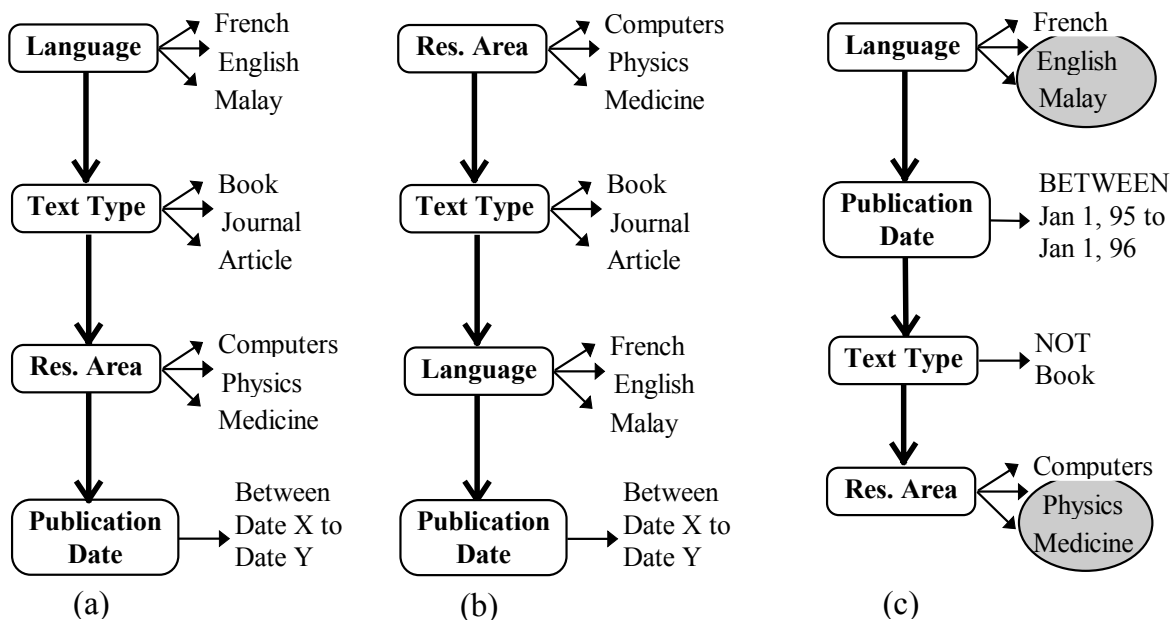 Language
French
English
Malay
Text Type
Book
Journal
Article
Res. Area
Computers
Physics
Medicine
Publication
Date
Between
Date X to
Date Y
(a)
Res. Area
Computers
Physics
Medicine
Text Type
Book
Journal
Article
Language
French
English
Malay
Publication
Date
Between
Date X to
Date Y
(b)
Language
French
English
Malay
Publication
Date
BETWEEN
Jan 1, 95 to
Jan 1, 96
Text Type
NOT
Book
Res. Area
Computers
Physics
Medicine
(c)